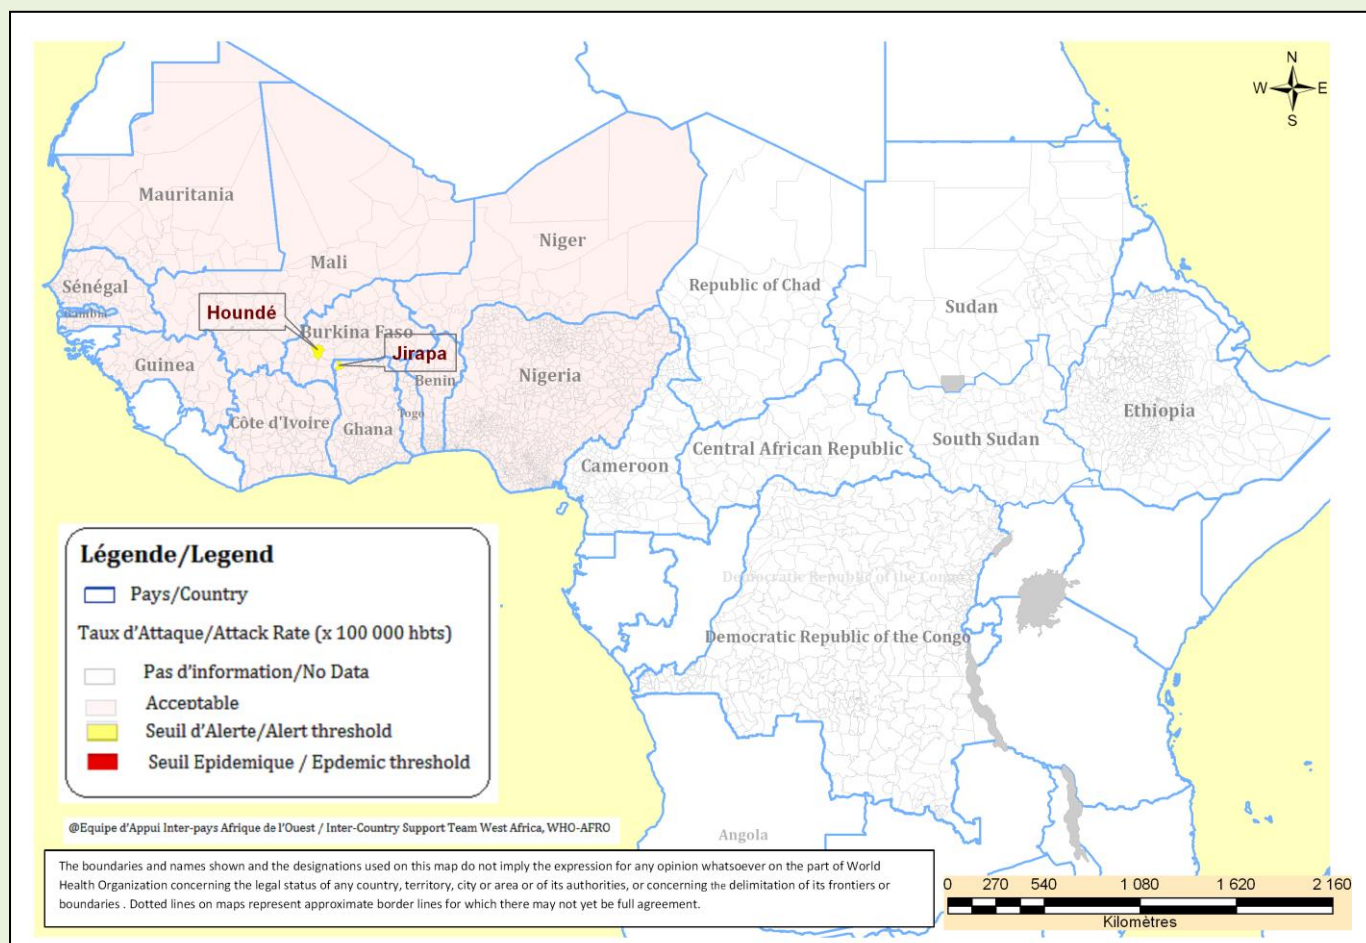 N
W E
S
Mauritania
Niger
Mali
Republic of Chad
Sénégal
Gambia
Sudan
Houndé
Burkina Faso
Jirapa
Guinea
Benin
Nigeria
Togo
Côte d'Ivoire
Ghana
Ethiopia
South Sudan
Central African Republic
Cameroon
Democratic Republic of the Congo
Democratic Republic of the Congo
Angola
Légende/Legend
Pays/Country
Taux d'Attaque/Attack Rate (x 100 000 hbts)
Pas d'information/No Data
Acceptable
Seuil d'Alerte/Alert threshold
Seuil Epidemique / Epdemic threshold
@Equipe d'Appui Inter-pays Afrique de l'Ouest / Inter-Country Support Team West Africa, WHO-AFRO
The boundaries and names shown and the designations used on this map do not imply the expression for any opinion whatsoever on the part of World
Health Organization concerning the legal status of any country, territory, city or area or of its authorities, or concerning the delimitation of its frontiers or
boundaries . Dotted lines on maps represent approximate border lines for which there may not yet be full agreement.
0 270 540 1 080 1 620 2 160
Kilomètres